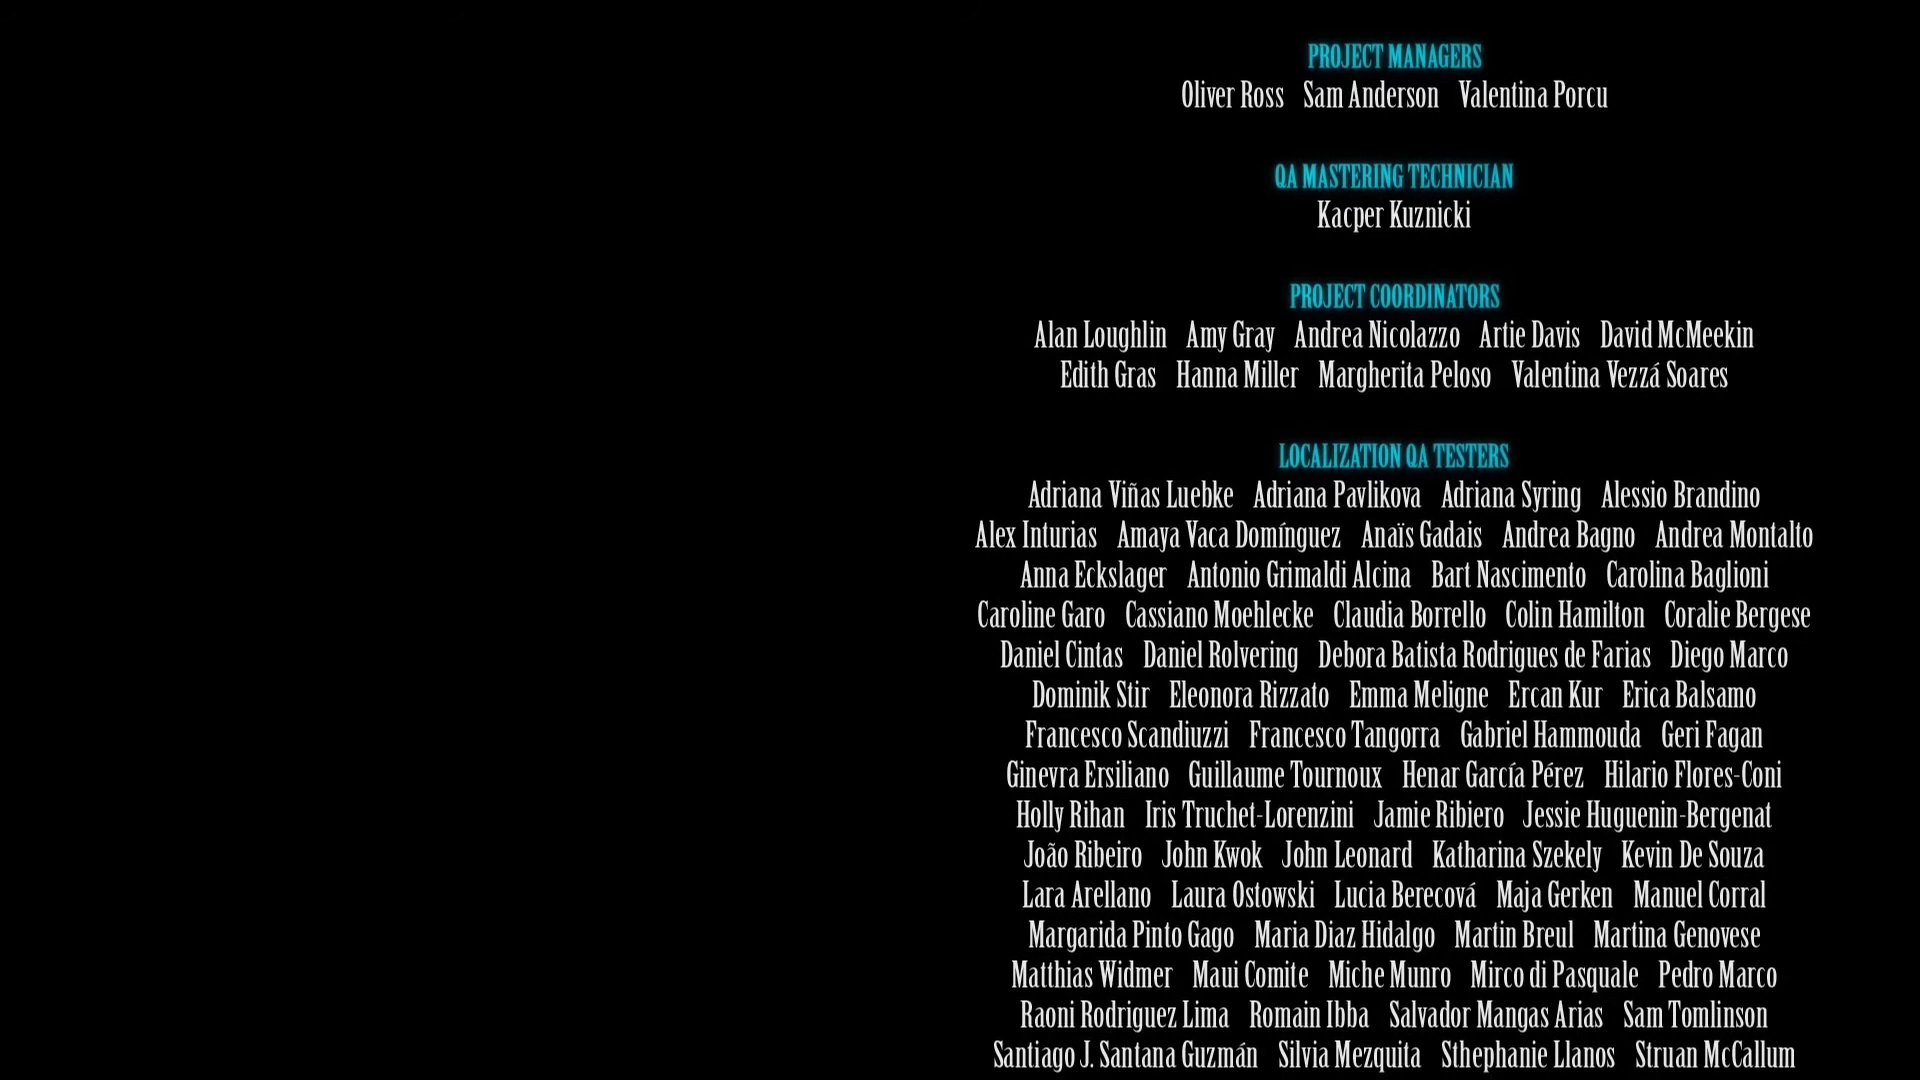 PROJECT MANAGERS
Oliver Ross Sam Anderson Valentina Porcu
QA MASTERING TECHNICIAN
Kacper Kuznicki
PROJECT COORDINATORS
Alan Loughlin Amy Gray Andrea Nicolazzo Artie Davis David McMeekin
Edith Gras Hanna Miller Margherita Peloso Valentina Vezzá Soares
LOCALIZATION QA TESTERS
Adriana Viñas Luebke Adriana Pavlikova Adriana Syring Alessio Brandino
Alex Inturias Amaya Vaca Domínguez Anaïs Gadais Andrea Bagno Andrea Montalto
Anna Eckslager Antonio Grimaldi Alcina Bart Nascimento Carolina Baglioni
Caroline Garo Cassiano Moehlecke Claudia Borrello Colin Hamilton Coralie Bergese
Daniel Cintas Daniel Rolvering Debora Batista Rodrigues de Farias Diego Marco
Dominik Stir Eleonora Rizzato Emma Meligne Ercan Kur Erica Balsamo
Francesco Scandiuzzi Francesco Tangorra Gabriel Hammouda Geri Fagan
Ginevra Ersiliano Guillaume Tournoux Henar García Pérez Hilario Flores-Coni
Holly Rihan Iris Truchet-Lorenzini Jamie Ribiero Jessie Huguenin-Bergenat
João Ribeiro John Kwok John Leonard Katharina Szekely Kevin De Souza
Lara Arellano Laura Ostowski Lucia Berecová Maja Gerken Manuel Corral
Margarida Pinto Gago Maria Diaz Hidalgo Martin Breul Martina Genovese
Matthias Widmer Maui Comite Miche Munro Mirco di Pasquale Pedro Marco
Raoni Rodriguez Lima Romain Ibba Salvador Mangas Arias Sam Tomlinson
Santiago J. Santana Guzmán Silvia Mezquita Sthephanie Llanos Struan McCallum